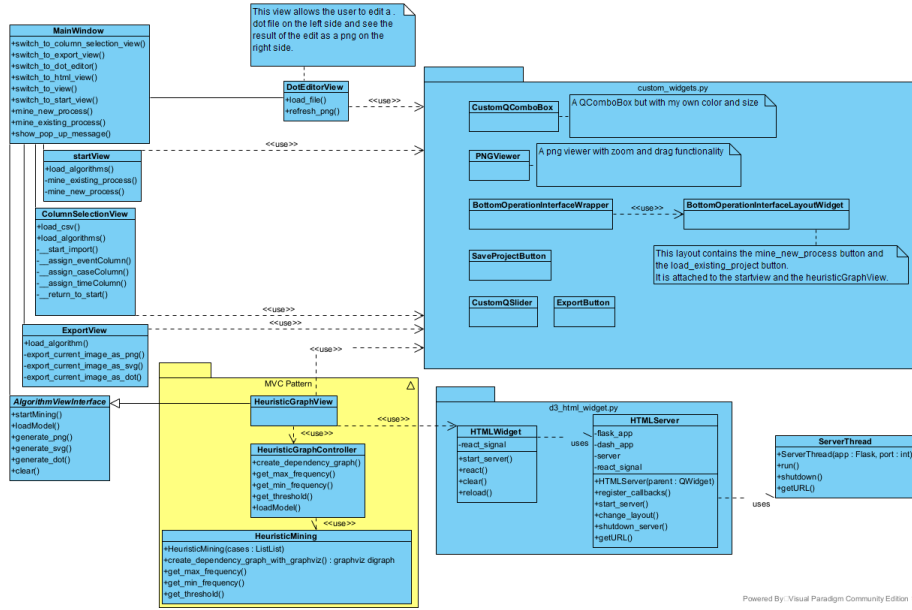 This view allows the user to edit a .
dot file on the left side and see the
result of the edit as a png on the
right side.
MainWindow
+switch_to_column_selection_view()
+switch_to_export_view()
+switch_to_dot_editor()
+switch_to_html_view()
+switch_to_view()
+switch_to_start_view()
+mine_new_process()
+mine_existing_process()
+show_pop_up_message()
DotEditorView
+load_file()
+refresh_png()
<<use>>
<<use>>
startView
+load_algorithms()
-mine_existing_process()
-mine_new_process()
ColumnSelectionView
+load_csv()
+load_algorithms()
-__start_import()
-__assign_eventColumn()
-__assign_caseColumn()
-__assign_timeColumn()
-__return_to_start()
<<use>>
<<use>>
ExportView
+load_algorithm()
-export_current_image_as_png()
-export_current_image_as_svg()
-export_current_image_as_dot()
<<use>>
custom_widgets.py
CustomQComboBox
A QComboBox but with my own color and size
PNGViewer
A png viewer with zoom and drag functionality
BottomOperationInterfaceWrapper
<<use>>
BottomOperationInterfaceLayoutWidget
This layout contains the mine_new_process button and
the load_existing_project button.
It is attached to the startview and the heuristicGraphView.
SaveProjectButton
CustomQSlider
ExportButton
AlgorithmViewInterface
+startMining()
+loadModel()
+generate_png()
+generate_svg()
+generate_dot()
+clear()
MVC Pattern
HeuristicGraphView
<<use>>
<<use>>
HeuristicGraphController
+create_dependency_graph()
+get_max_frequency()
+get_min_frequency()
+get_threshold()
+loadModel()
<<use>>
HeuristicMining
+HeuristicMining(cases : ListList)
+create_dependency_graph_with_graphviz() : graphviz digraph
+get_max_frequency()
+get_min_frequency()
+get_threshold()
d3_html_widget.py
HTMLWidget
-react_signal
+start_server()
+react()
+clear()
+reload()
uses
HTMLServer
-flask_app
-dash_app
-server
-react_signal
+HTMLServer(parent : QWidget)
+register_callbacks()
+start_server()
+change_layout()
+shutdown_server()
+getURL()
uses
ServerThread
+ServerThread(app : Flask, port : int)
+run()
+shutdown()
+getURL()
Powered By: Visual Paradigm Community Edition